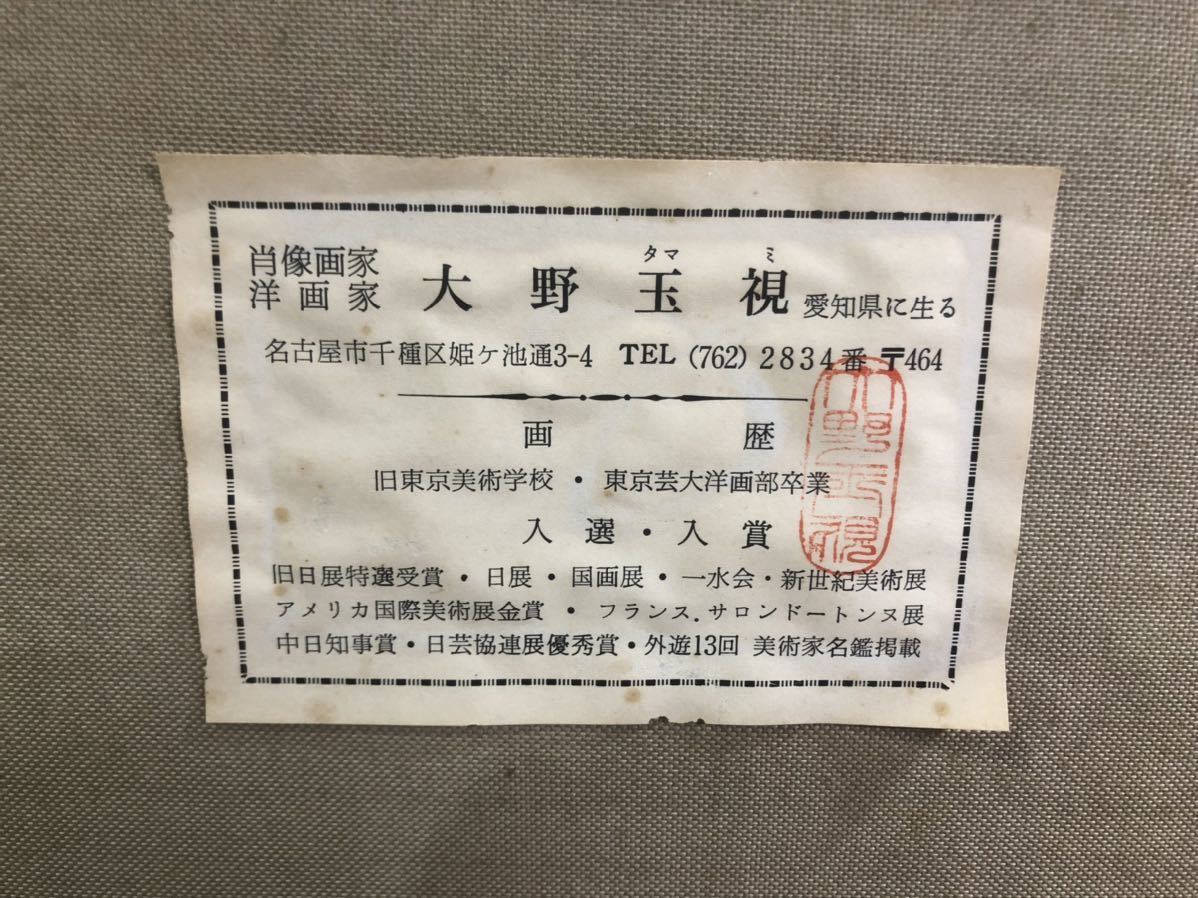 肖像画家
洋画家
大野玉視 愛知県に生る
タマ ミ
名古屋市千種区姫ケ池通3-4 TEL (762) 2834番 〒464
画歴
旧東京美術学校・東京芸大洋画部卒業
入選・入賞
旧日展特選受賞・日展・国画展・一水会・新世紀美術展
アメリカ国際美術展金賞・フランス.サロンドートンヌ展
中日知事賞・日芸協連展優秀賞・外遊13回 美術家名鑑掲載
大野玉視